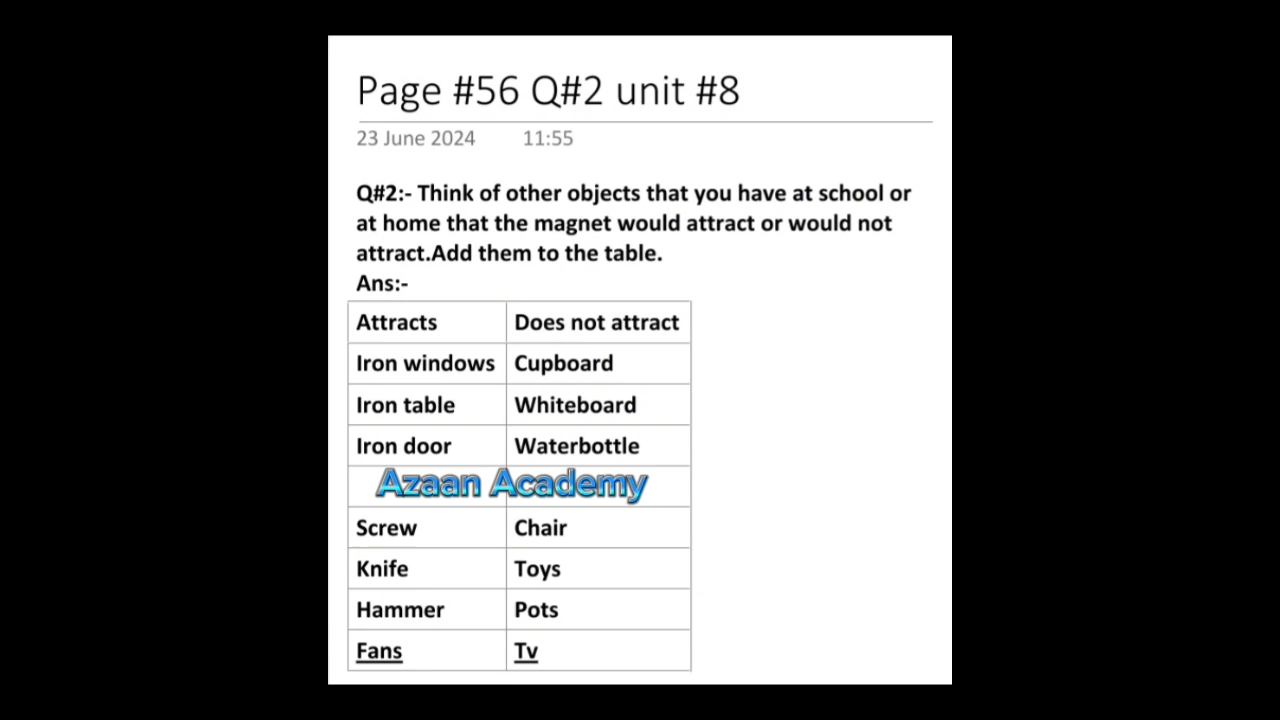 Page #56 Q#2 unit #8
23 June 2024 11:55
Q#2:- Think of other objects that you have at school or
at home that the magnet would attract or would not
attract.Add them to the table.
Ans:-
Attracts Does not attract
Iron windows Cupboard
Iron table Whiteboard
Iron door Waterbottle
Azaan Academy
Screw Chair
Knife Toys
Hammer Pots
Fans Tv